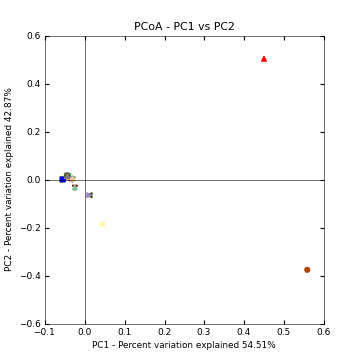 PCoA - PC1 vs PC2
PC2 - Percent variation explained 42.87%
0.6
0.4
0.2
0.0
−0.2
−0.4
−0.6
−0.1 0.0 0.1 0.2 0.3 0.4 0.5 0.6
PC1 - Percent variation explained 54.51%